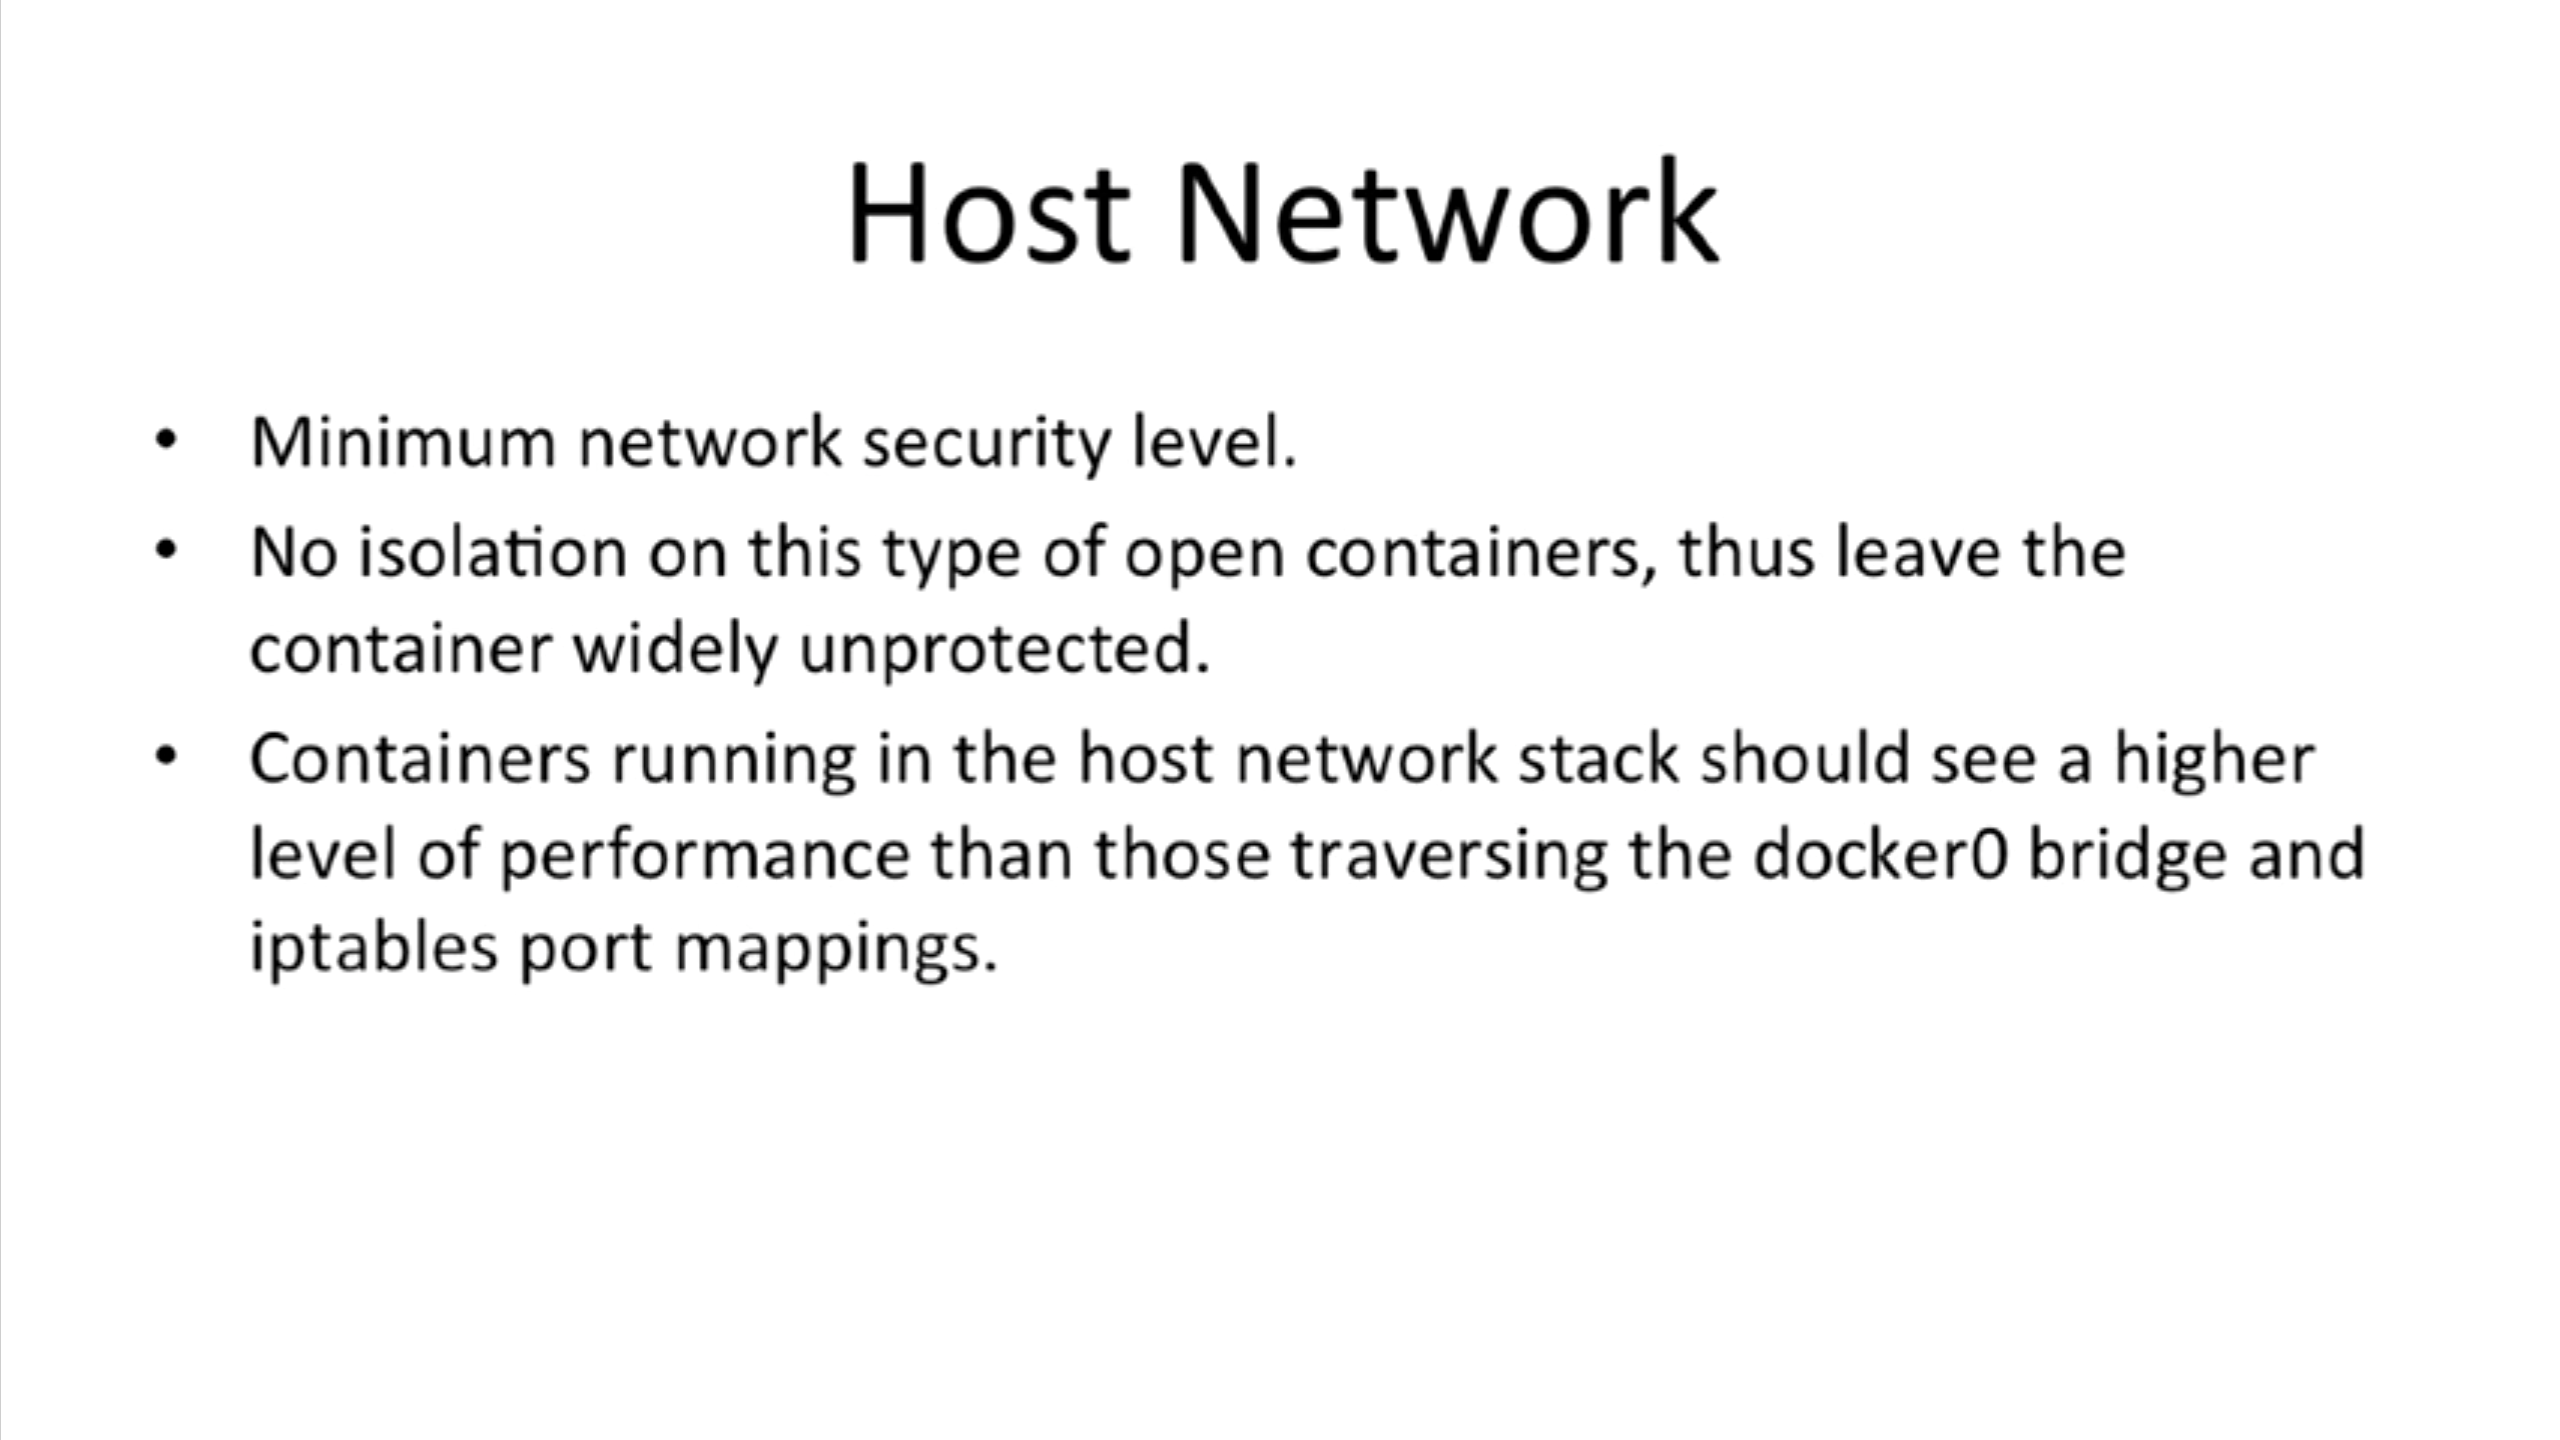 Host Network
• Minimum network security level.
• No isolation on this type of open containers, thus leave the
container widely unprotected.
• Containers running in the host network stack should see a higher
level of performance than those traversing the docker0 bridge and
iptables port mappings.